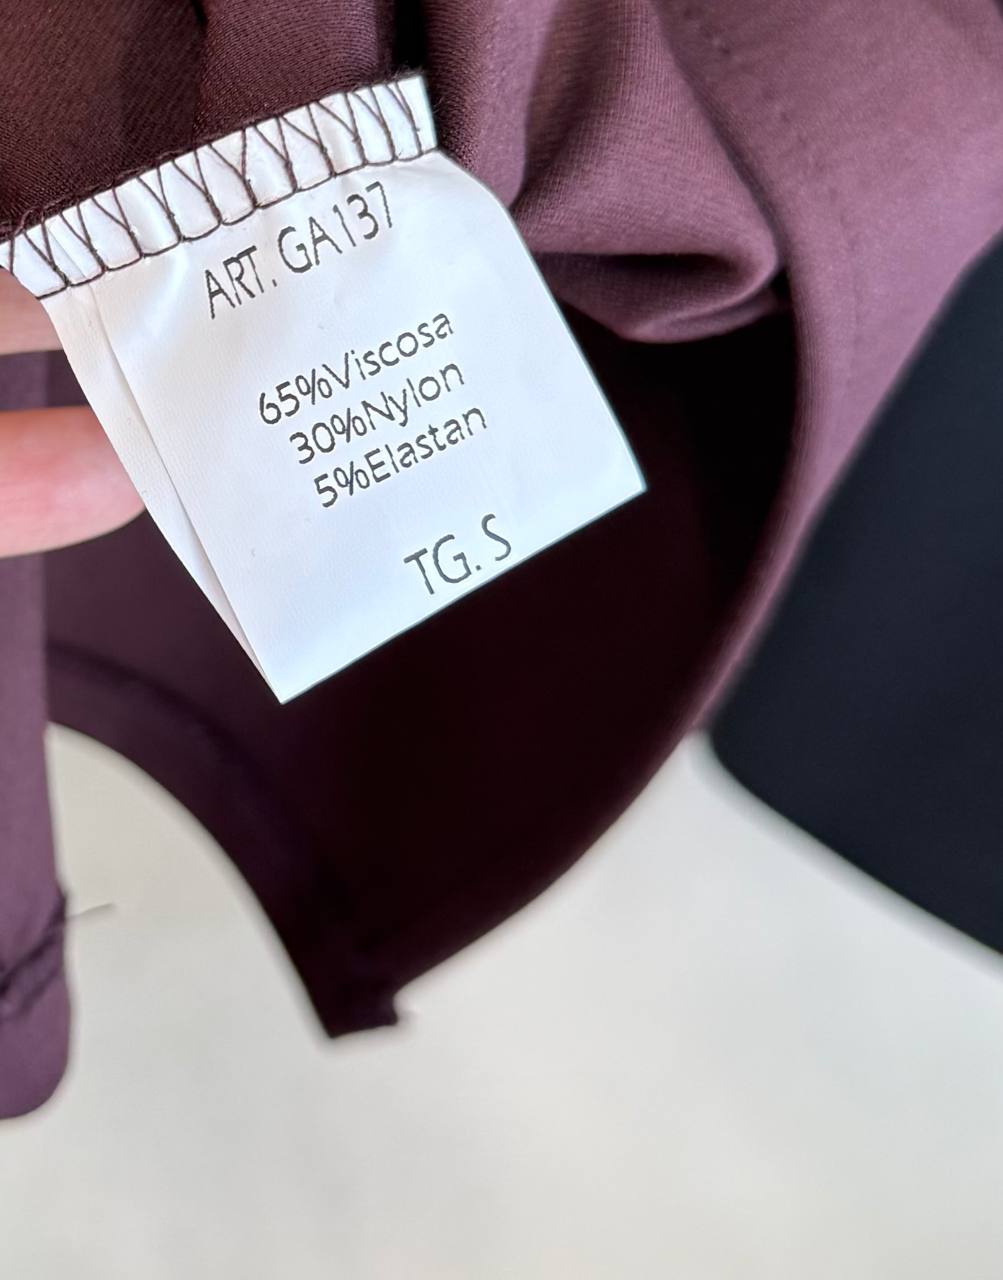 ART. GA137
65%Viscosa
30%Nylon
5%Elastan
TG. S